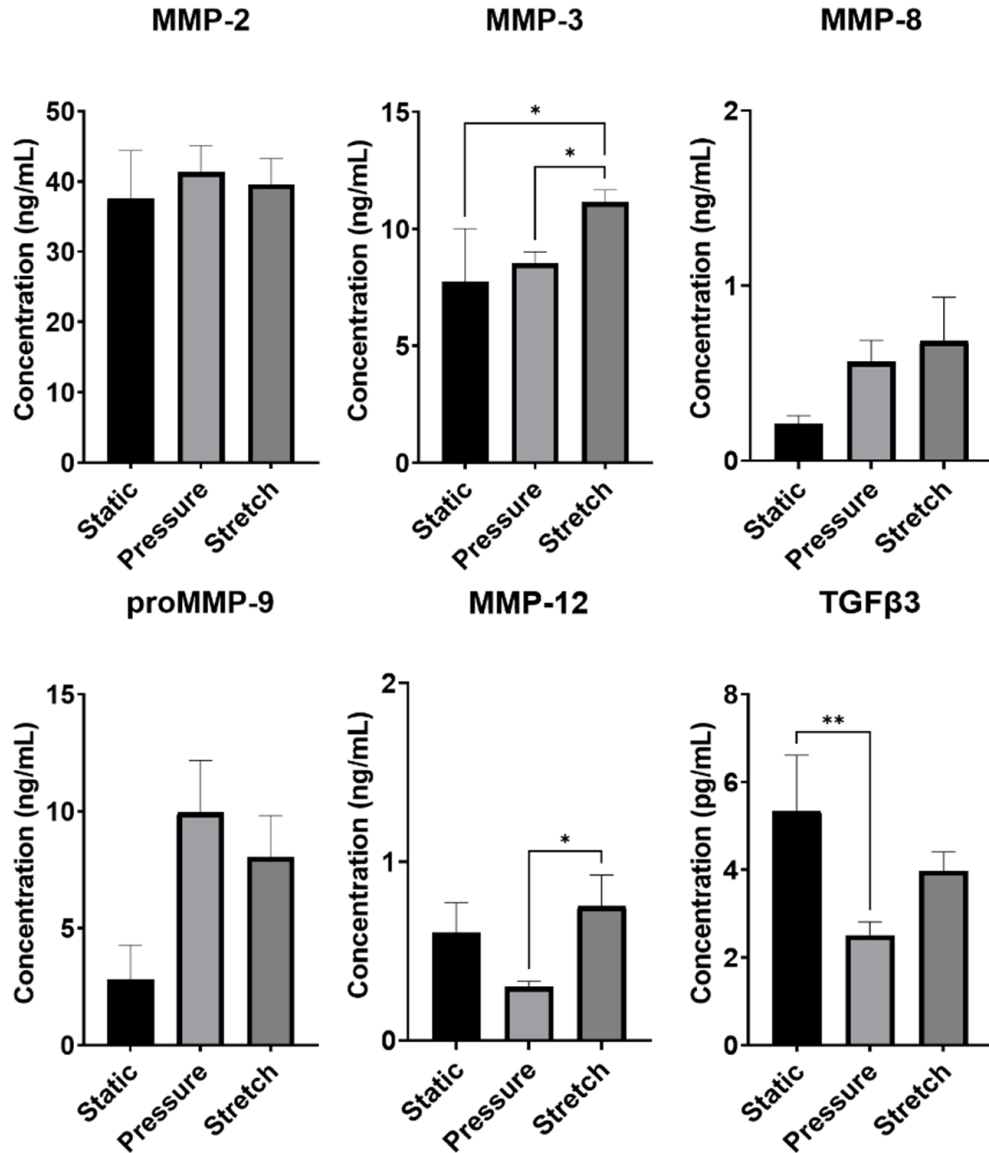 MMP-2
MMP-3
MMP-8
Concentration (ng/mL)
50
40
30
20
10
0
Static
Pressure
Stretch
Concentration (ng/mL)
15
10
5
0
*
*
Static
Pressure
Stretch
Concentration (ng/mL)
2
1
0
Static
Pressure
Stretch
proMMP-9
MMP-12
TGFβ3
Concentration (ng/mL)
15
10
5
0
Static
Pressure
Stretch
Concentration (ng/mL)
2
1
0
*
Static
Pressure
Stretch
Concentration (pg/mL)
8
6
4
2
0
**
Static
Pressure
Stretch